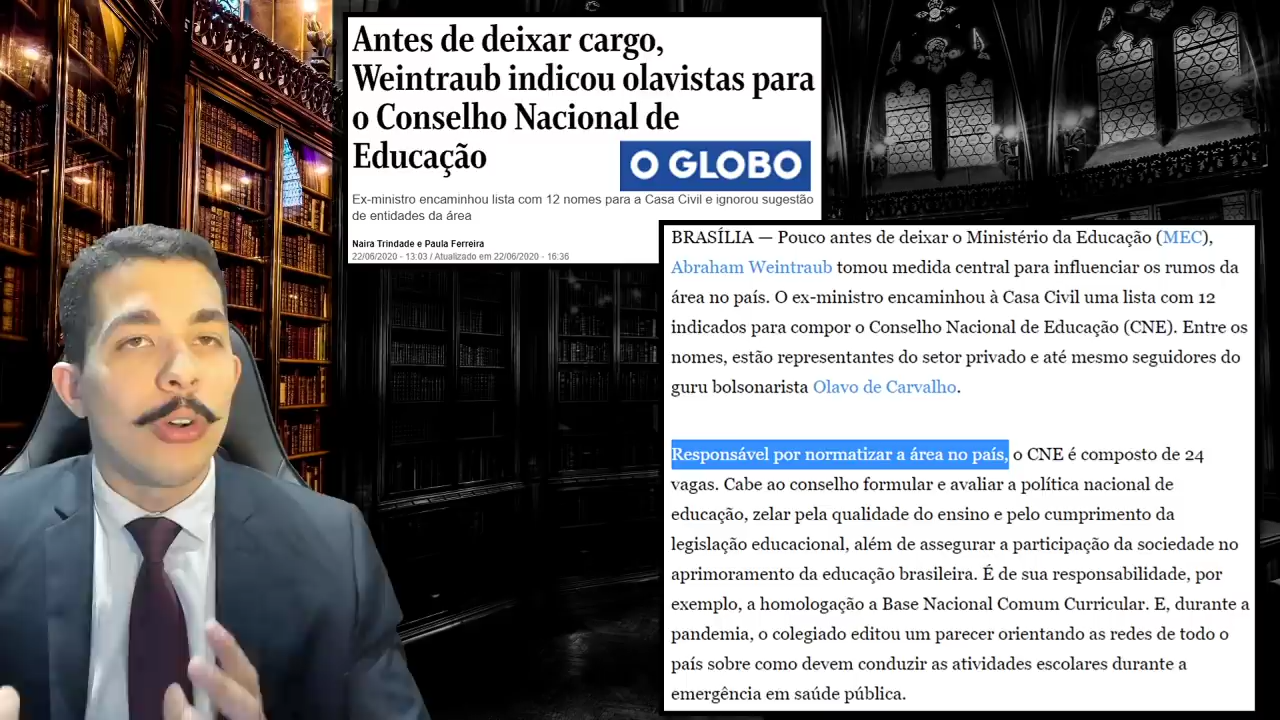 Antes de deixar cargo,
Weintraub indicou olavistas para
o Conselho Nacional de
Educação
O GLOBO
Ex-ministro encaminhou lista com 12 nomes para a Casa Civil e ignorou sugestão
de entidades da área
Naira Trindade e Paula Ferreira
22/06/2020 - 13:03 / Atualizado em 22/06/2020 - 16:36
BRASÍLIA — Pouco antes de deixar o Ministério da Educação (MEC),
Abraham Weintraub tomou medida central para influenciar os rumos da
área no país. O ex-ministro encaminhou à Casa Civil uma lista com 12
indicados para compor o Conselho Nacional de Educação (CNE). Entre os
nomes, estão representantes do setor privado e até mesmo seguidores do
guru bolsonarista Olavo de Carvalho.
Responsável por normatizar a área no país, o CNE é composto de 24
vagas. Cabe ao conselho formular e avaliar a política nacional de
educação, zelar pela qualidade do ensino e pelo cumprimento da
legislação educacional, além de assegurar a participação da sociedade no
aprimoramento da educação brasileira. É de sua responsabilidade, por
exemplo, a homologação a Base Nacional Comum Curricular. E, durante a
pandemia, o colegiado editou um parecer orientando as redes de todo o
país sobre como devem conduzir as atividades escolares durante a
emergência em saúde pública.